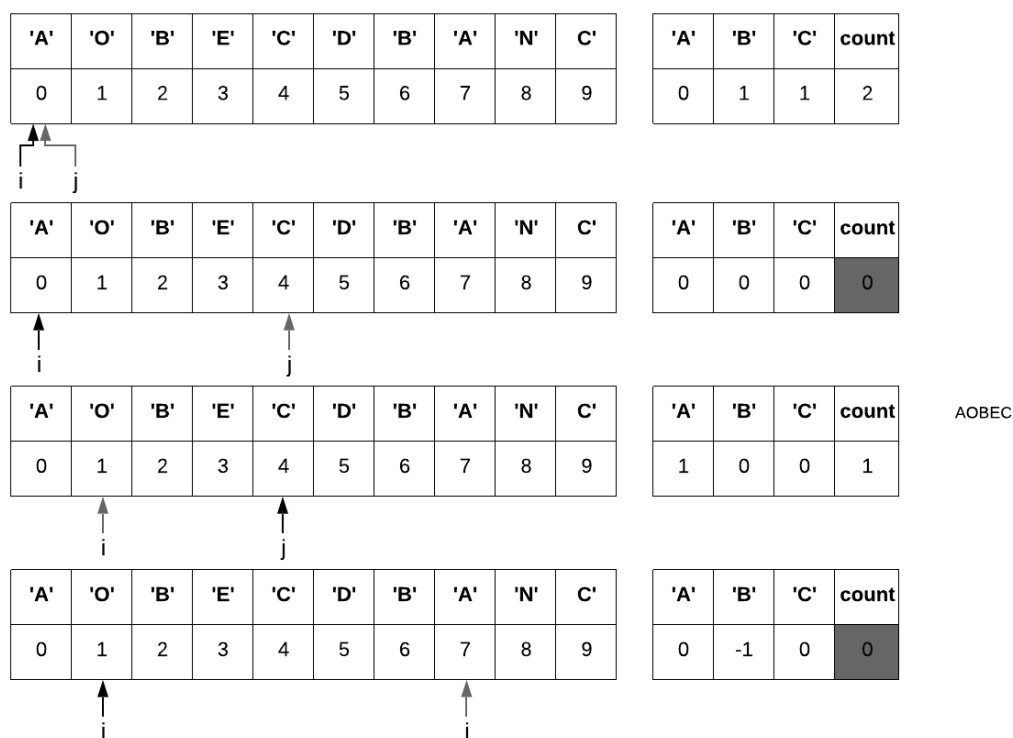 'A' 'O' 'B' 'E' 'C' 'D' 'B' 'A' 'N' C' 'A' 'B' 'C' count
0 1 2 3 4 5 6 7 8 9 0 1 1 2
i j
'A' 'O' 'B' 'E' 'C' 'D' 'B' 'A' 'N' C' 'A' 'B' 'C' count
0 1 2 3 4 5 6 7 8 9 0 0 0 0
i j
'A' 'O' 'B' 'E' 'C' 'D' 'B' 'A' 'N' C' 'A' 'B' 'C' count AOBEC
0 1 2 3 4 5 6 7 8 9 1 0 0 1
i j
'A' 'O' 'B' 'E' 'C' 'D' 'B' 'A' 'N' C' 'A' 'B' 'C' count
0 1 2 3 4 5 6 7 8 9 0 -1 0 0